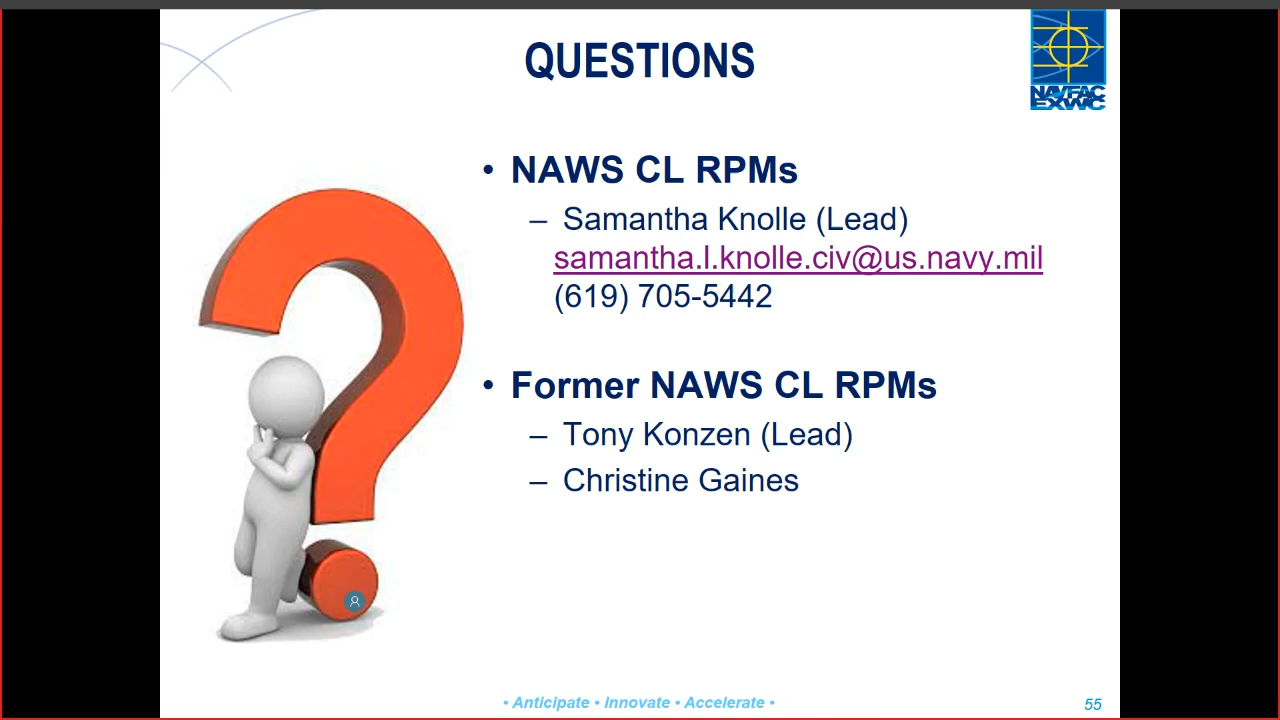 QUESTIONS
NAVFAC
EXWC
• NAWS CL RPMs
– Samantha Knolle (Lead)
samantha.l.knolle.civ@us.navy.mil
(619) 705-5442
• Former NAWS CL RPMs
– Tony Konzen (Lead)
– Christine Gaines
• Anticipate • Innovate • Accelerate •
55